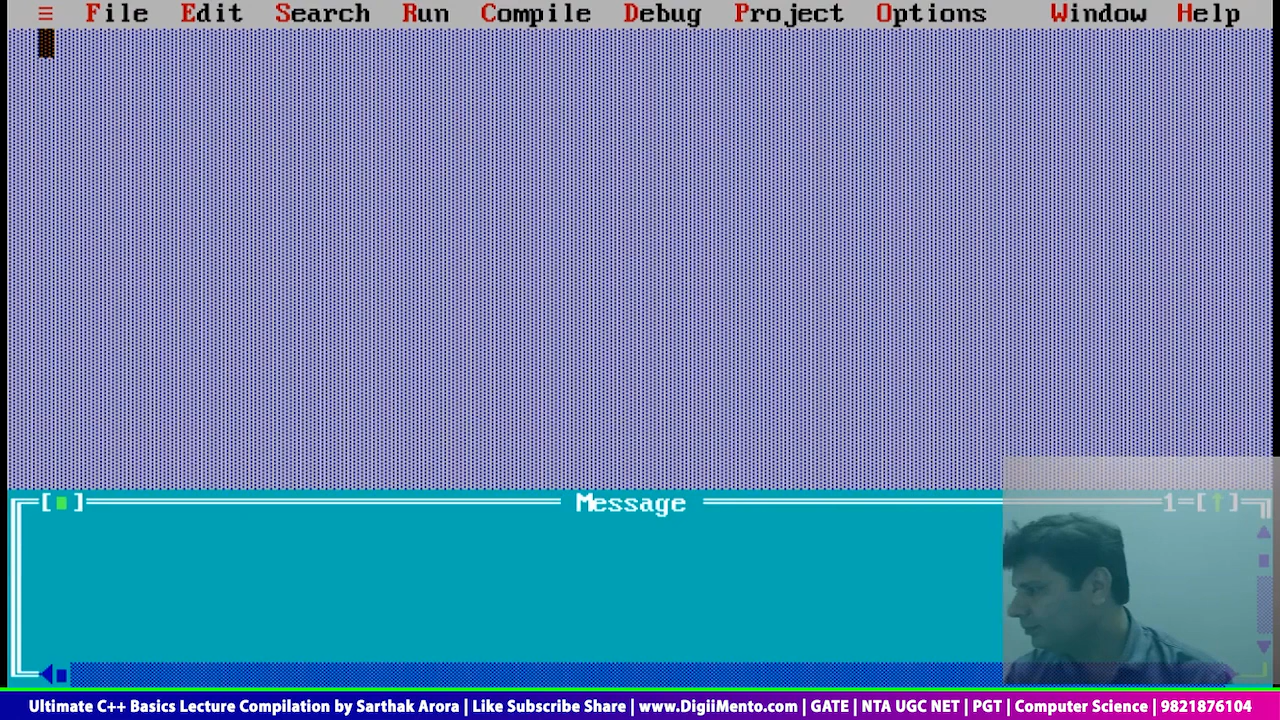 ≡ File Edit Search Run Compile Debug Project Options Window Help
[■] Message 1=[↑]
Ultimate C++ Basics Lecture Compilation by Sarthak Arora | Like Subscribe Share | www.DigiiMento.com | GATE | NTA UGC NET | PGT | Computer Science | 9821876104